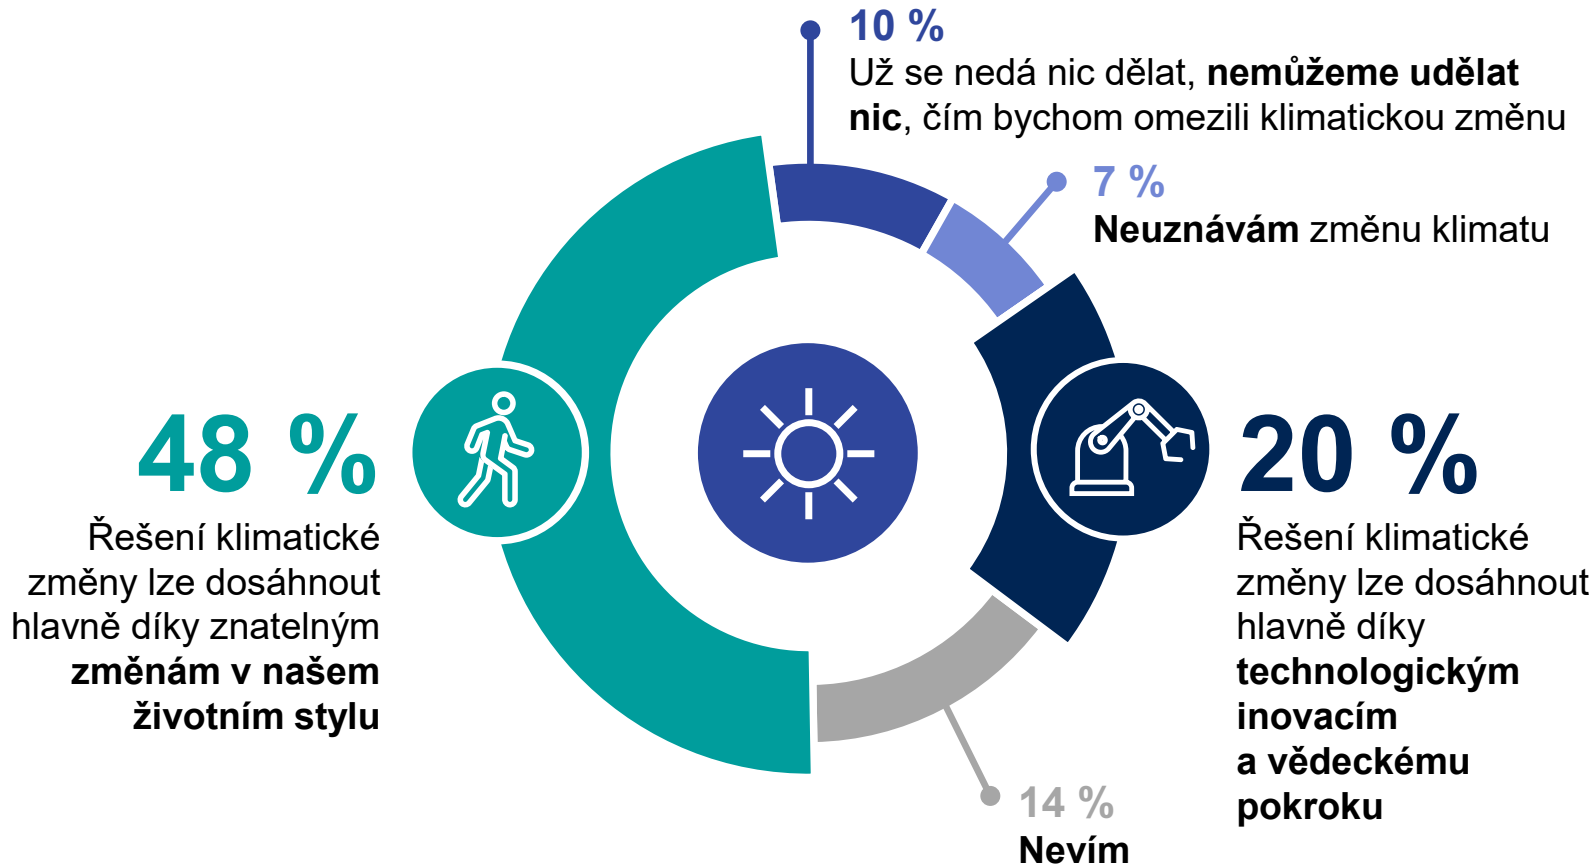 10 %
Už se nedá nic dělat, nemůžeme udělat
nic, čím bychom omezili klimatickou změnu
7 %
Neuznávám změnu klimatu
48 %
Řešení klimatické
změny lze dosáhnout
hlavně díky znatelným
změnám v našem
životním stylu
20 %
Řešení klimatické
změny lze dosáhnout
hlavně díky
technologickým
inovacím
a vědeckému
pokroku
14 %
Nevím